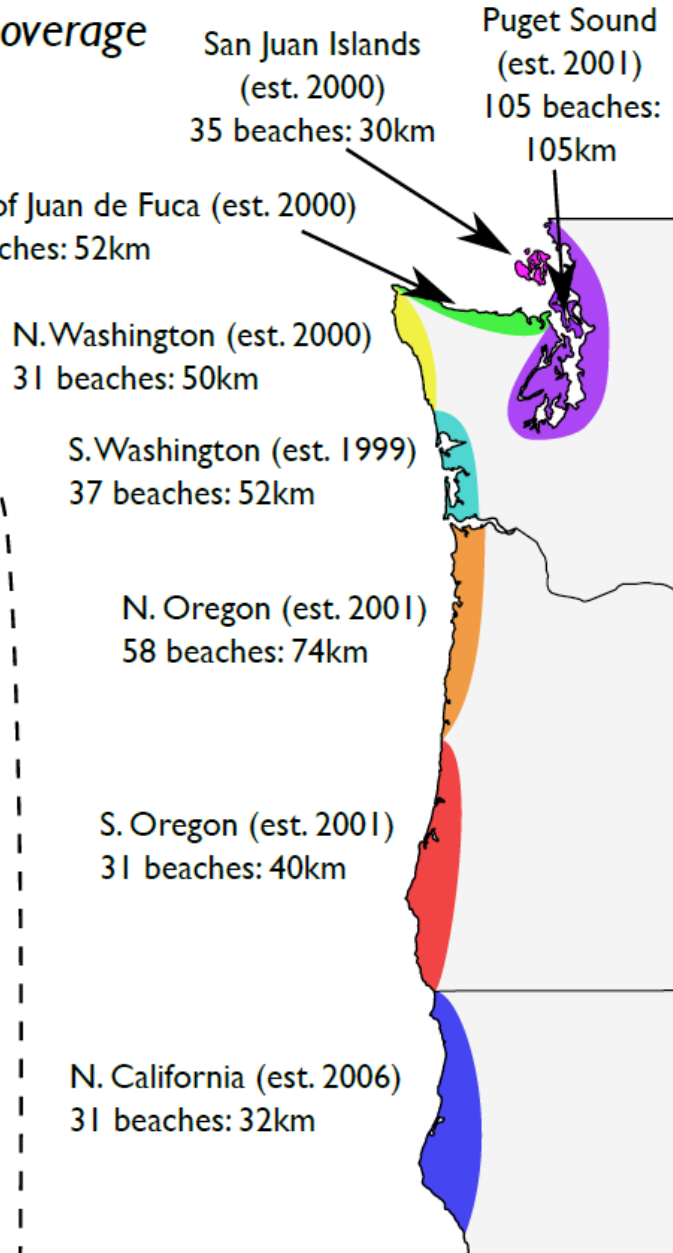 overage
San Juan Islands
(est. 2000)
35 beaches: 30km
Puget Sound
(est. 2001)
105 beaches:
105km
of Juan de Fuca (est. 2000)
ches: 52km
N. Washington (est. 2000)
31 beaches: 50km
S. Washington (est. 1999)
37 beaches: 52km
N. Oregon (est. 2001)
58 beaches: 74km
S. Oregon (est. 2001)
31 beaches: 40km
N. California (est. 2006)
31 beaches: 32km